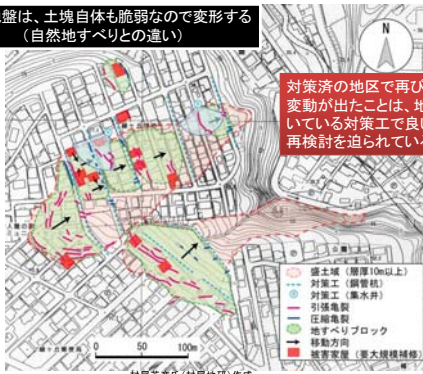 盤は、土塊自体も脆弱なので変形する
(自然地すべりとの違い)
N
対策済の地区で再び
変動が出たことは、地
いている対策工で良い
再検討を迫られている
盛土域（層厚10m以上）
対策工（鋼管杭）
対策工（集水井）
引張亀裂
圧縮亀裂
地すべりブロック
移動方向
被害家屋（要大規模補修）
0 50 100m